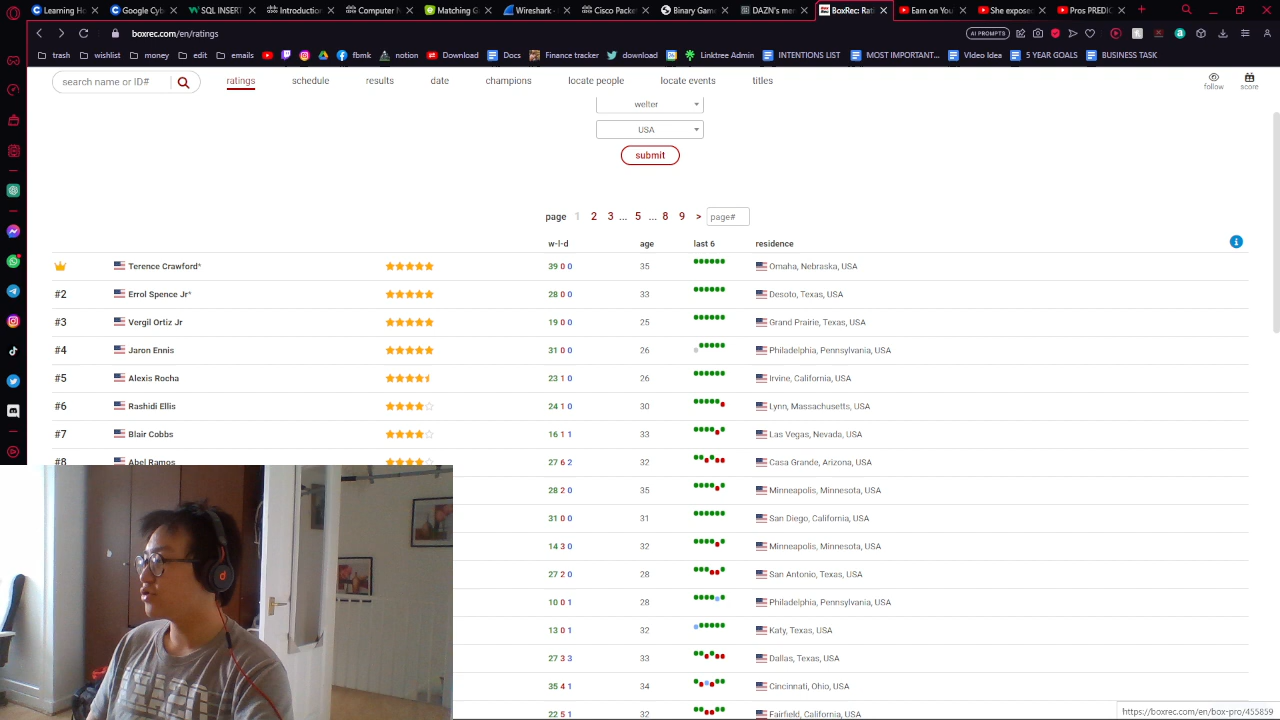 Learning H
Google Cyb
SQL INSERT
Introductio
Computer N
Matching G
Wireshark
Cisco Pack
Binary Gam
DAZN's me
BoxRec
Earn on You
She expose
Prime REDI
boxrec.com/en/ratings
AI PROMPTS
trash
wishlist
money
edit
emails
fbmk
notion
Download
Docs
Finance tracker
download
Linktree Admin
INTENTIONS LIST
MOST IMPORTANT...
VIdeo Idea
5 YEAR GOALS
BUSINESS BOOK
search name or ID#
ratings
schedule
results
date
champions
locate people
locate events
titles
follow
score
welter
USA
submit
page 1 2 3 ... 5 ... 8 9 > page#
w-l-d age last 6 residence
Terence Crawford* 39 0 0 35 Omaha, Nebraska, USA
#2 Errol Spence Jr* 28 0 0 33 Desoto, Texas, USA
#3 Vergil Ortiz Jr 19 0 0 25 Grand Prairie, Texas, USA
#4 Jaron Ennis 31 0 0 26 Philadelphia, Pennsylvania, USA
#5 Alexis Rocha 23 1 0 26 Irvine, California, USA
#6 Rashidi Ellis 24 1 0 30 Lynn, Massachusetts, USA
#7 Blair Cobbs 16 1 1 33 Las Vegas, Nevada, USA
#8 Abel Ramos 27 6 2 32 Casa Grande, Arizona, USA
28 2 0 35 Minneapolis, Minnesota, USA
31 0 0 31 San Diego, California, USA
14 3 0 32 Minneapolis, Minnesota, USA
27 2 0 28 San Antonio, Texas, USA
10 0 1 28 Philadelphia, Pennsylvania, USA
13 0 1 32 Katy, Texas, USA
27 3 3 33 Dallas, Texas, USA
35 4 1 34 Cincinnati, Ohio, USA
22 5 1 32 Fairfield, California, USA